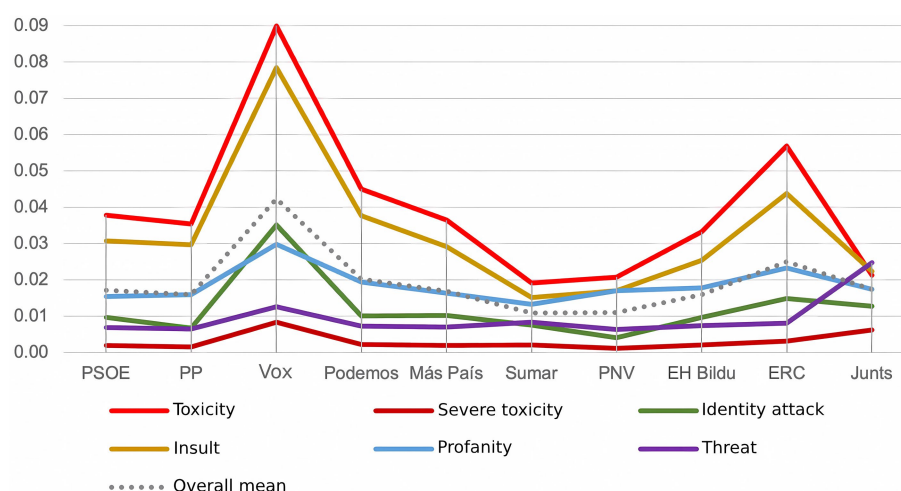 0.09
0.08
0.07
0.06
0.05
0.04
0.03
0.02
0.01
0.00
PSOE PP Vox Podemos Más País Sumar PNV EH Bildu ERC Junts
Toxicity Severe toxicity Identity attack
Insult Profanity Threat
Overall mean